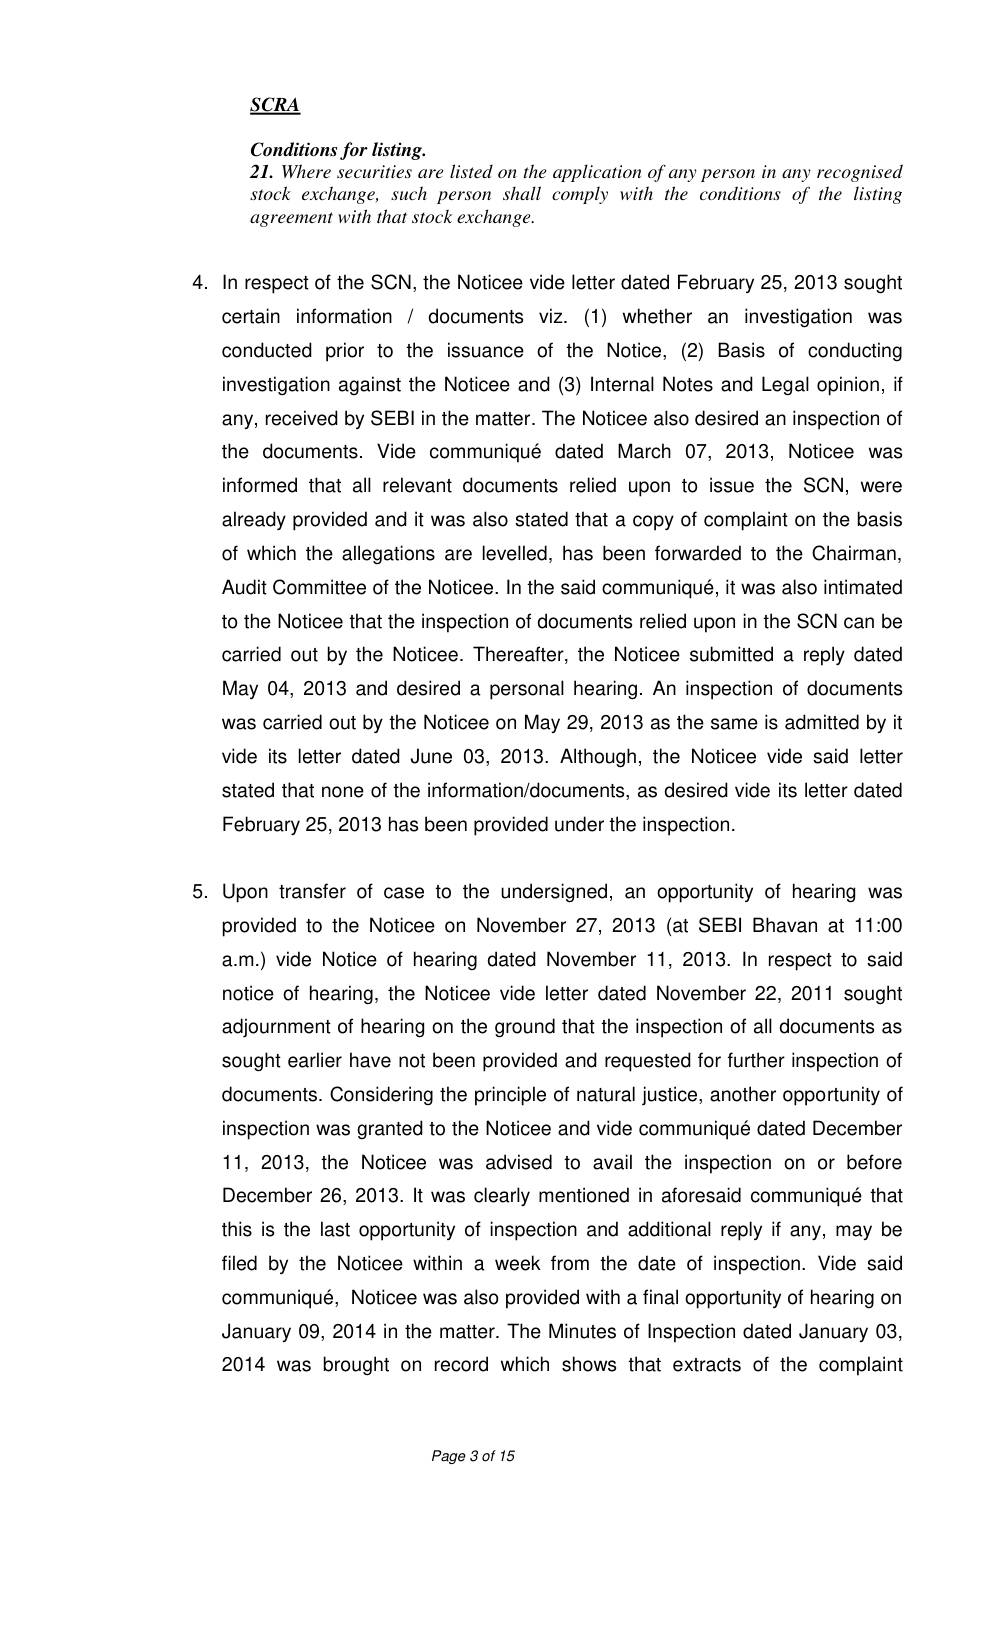 SCRA
Conditions for listing.
21. Where securities are listed on the application of any person in any recognised
stock exchange, such person shall comply with the conditions of the listing
agreement with that stock exchange.
4. In respect of the SCN, the Noticee vide letter dated February 25, 2013 sought
certain information / documents viz. (1) whether an investigation was
conducted prior to the issuance of the Notice, (2) Basis of conducting
investigation against the Noticee and (3) Internal Notes and Legal opinion, if
any, received by SEBI in the matter. The Noticee also desired an inspection of
the documents. Vide communiqué dated March 07, 2013, Noticee was
informed that all relevant documents relied upon to issue the SCN, were
already provided and it was also stated that a copy of complaint on the basis
of which the allegations are levelled, has been forwarded to the Chairman,
Audit Committee of the Noticee. In the said communiqué, it was also intimated
to the Noticee that the inspection of documents relied upon in the SCN can be
carried out by the Noticee. Thereafter, the Noticee submitted a reply dated
May 04, 2013 and desired a personal hearing. An inspection of documents
was carried out by the Noticee on May 29, 2013 as the same is admitted by it
vide its letter dated June 03, 2013. Although, the Noticee vide said letter
stated that none of the information/documents, as desired vide its letter dated
February 25, 2013 has been provided under the inspection.
5. Upon transfer of case to the undersigned, an opportunity of hearing was
provided to the Noticee on November 27, 2013 (at SEBI Bhavan at 11:00
a.m.) vide Notice of hearing dated November 11, 2013. In respect to said
notice of hearing, the Noticee vide letter dated November 22, 2011 sought
adjournment of hearing on the ground that the inspection of all documents as
sought earlier have not been provided and requested for further inspection of
documents. Considering the principle of natural justice, another opportunity of
inspection was granted to the Noticee and vide communiqué dated December
11, 2013, the Noticee was advised to avail the inspection on or before
December 26, 2013. It was clearly mentioned in aforesaid communiqué that
this is the last opportunity of inspection and additional reply if any, may be
filed by the Noticee within a week from the date of inspection. Vide said
communiqué, Noticee was also provided with a final opportunity of hearing on
January 09, 2014 in the matter. The Minutes of Inspection dated January 03,
2014 was brought on record which shows that extracts of the complaint
Page 3 of 15